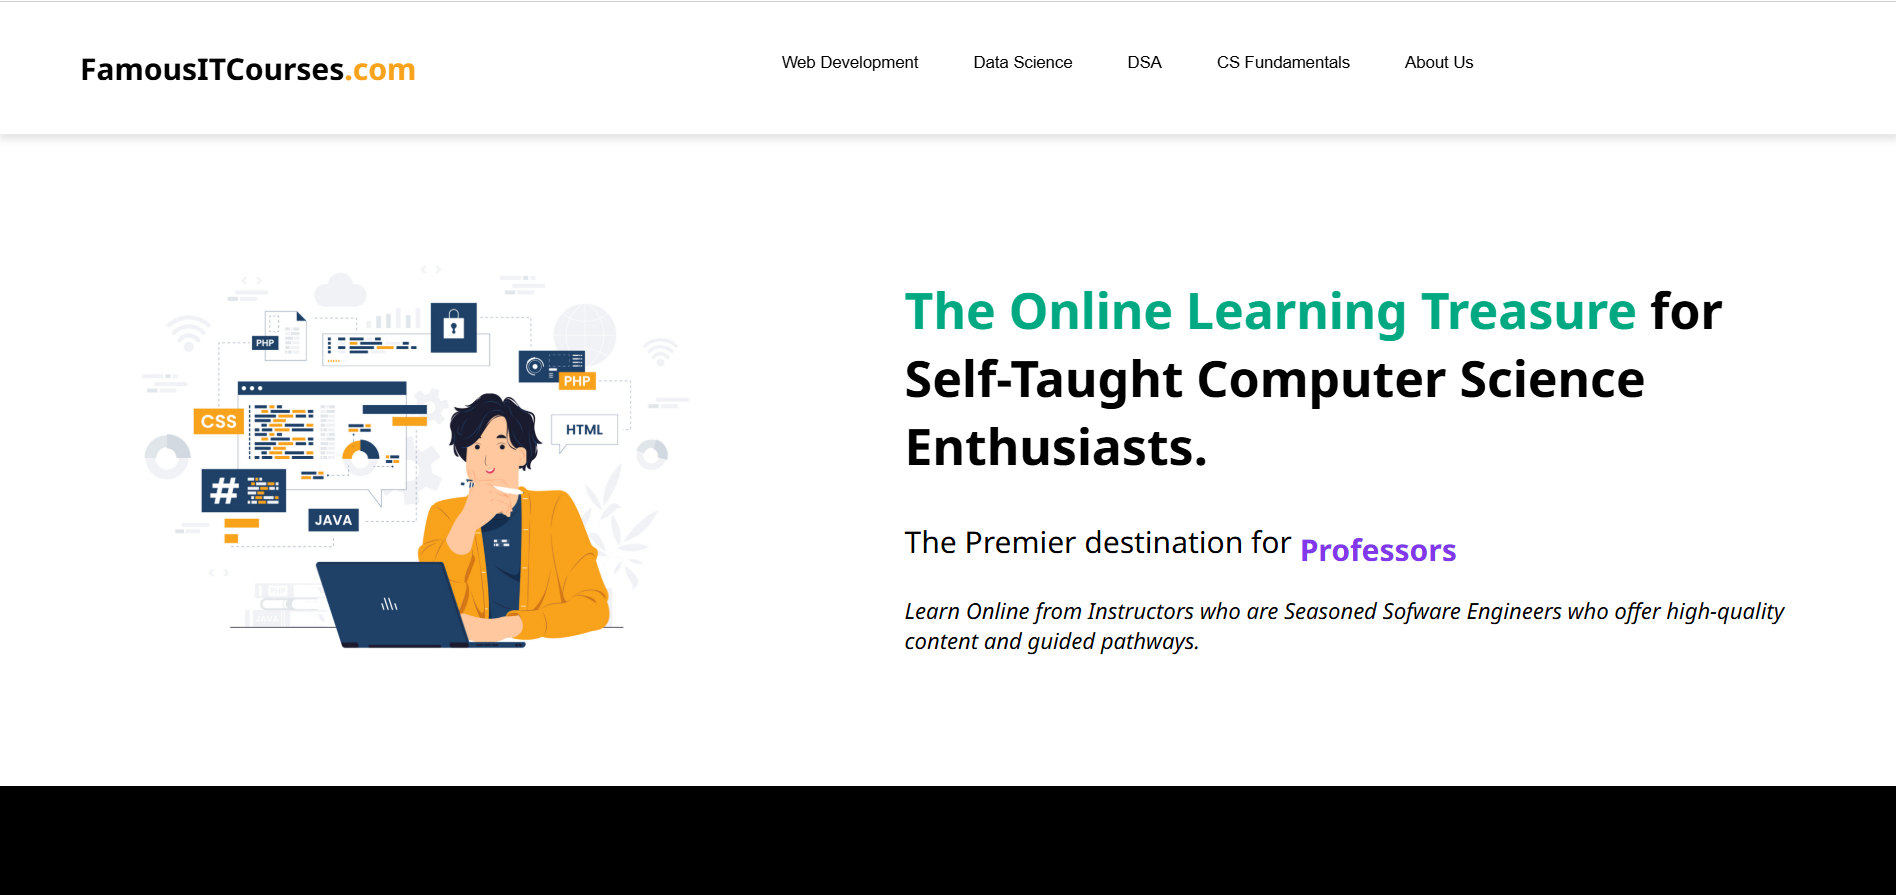 FamousITCourses.com
Web Development
Data Science
DSA
CS Fundamentals
About Us
PHP
PHP
CSS
HTML
#
JAVA
PHP
JAVA
The Online Learning Treasure for
Self-Taught Computer Science
Enthusiasts.
The Premier destination for Professors
Learn Online from Instructors who are Seasoned Sofware Engineers who offer high-quality
content and guided pathways.